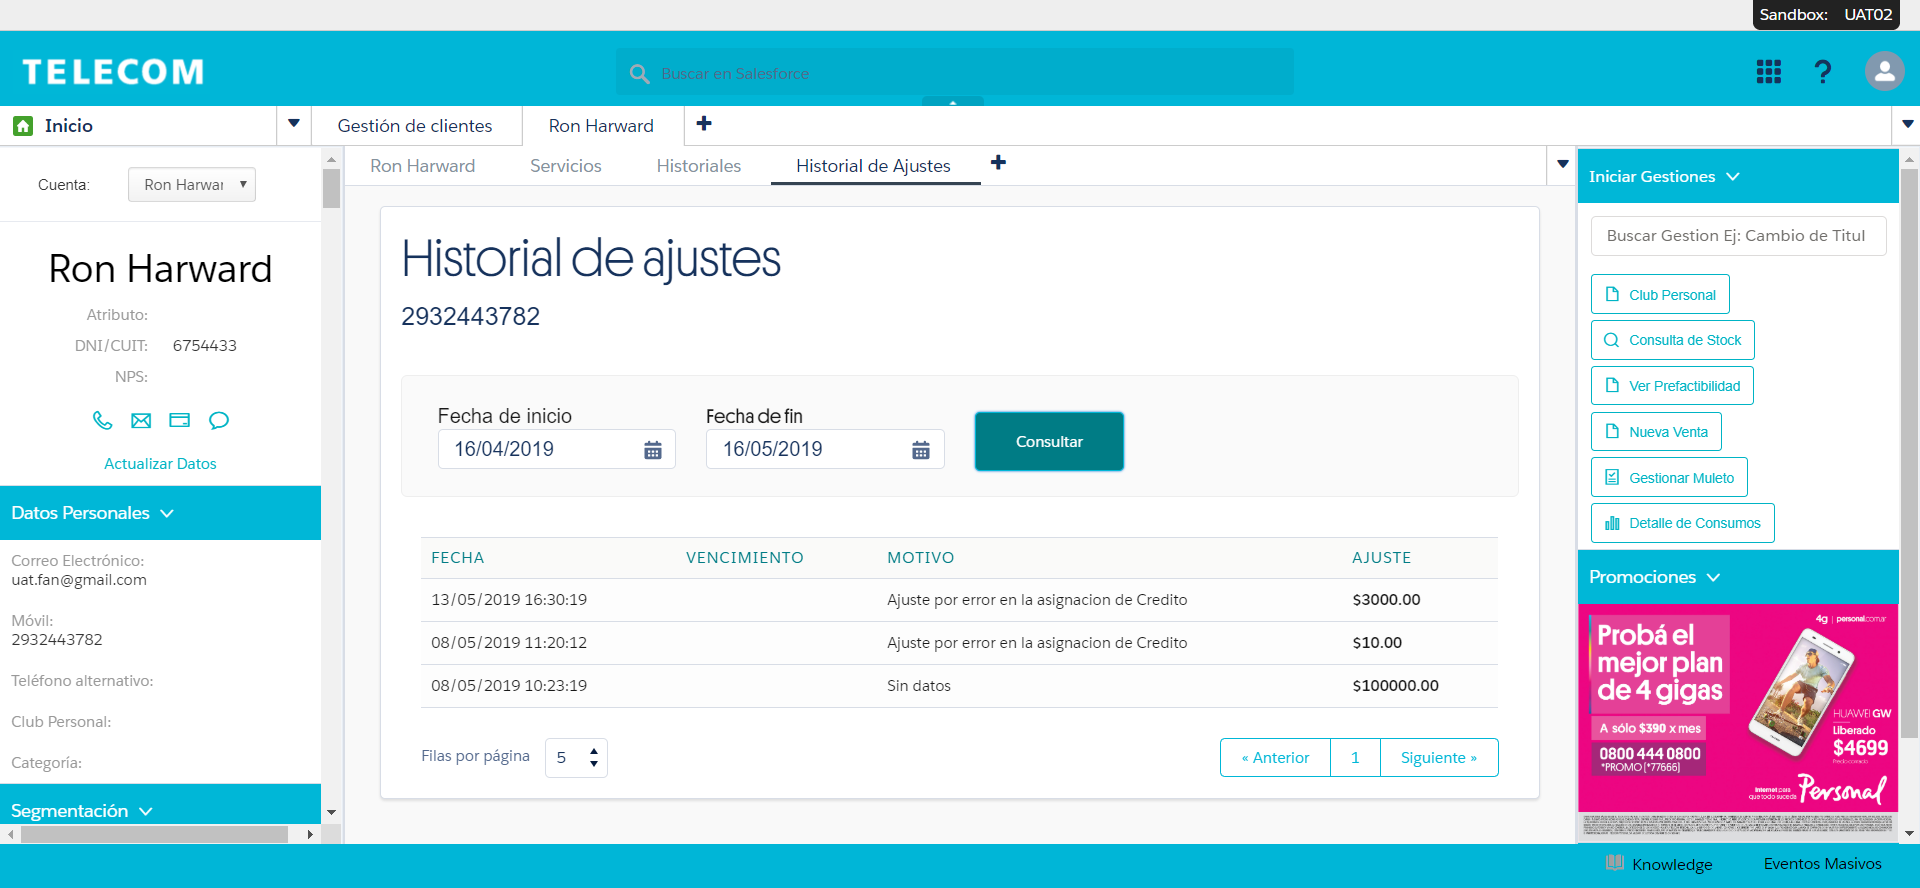 Sandbox: UAT02
TELECOM
Buscar en Salesforce
?
Inicio
Gestión de clientes
Ron Harward
Ron Harward
Servicios
Historiales
Historial de Ajustes
Cuenta:
Ron Harwar
Ron Harward
Atributo:
DNI/CUIT: 6754433
NPS:
Actualizar Datos
Datos Personales
Correo Electrónico:
uat.fan@gmail.com
Móvil:
2932443782
Teléfono alternativo:
Club Personal:
Categoría:
Segmentación
Historial de ajustes
2932443782
Fecha de inicio
16/04/2019
Fecha de fin
16/05/2019
Consultar
FECHA VENCIMIENTO MOTIVO AJUSTE
13/05/2019 16:30:19 Ajuste por error en la asignacion de Credito $3000.00
08/05/2019 11:20:12 Ajuste por error en la asignacion de Credito $10.00
08/05/2019 10:23:19 Sin datos $100000.00
Filas por página 5
« Anterior 1 Siguiente »
Iniciar Gestiones
Buscar Gestion Ej: Cambio de Titul
Club Personal
Consulta de Stock
Ver Prefactibilidad
Nueva Venta
Gestionar Muleto
Detalle de Consumos
Promociones
4g | personal.com.ar
Probá el
mejor plan
de 4 gigas
A sólo $390 x mes
0800 444 0800
*PROMO (*77666)
HUAWEI GW
Liberado
$4699
Precio contado
Internet para
que todo suceda
Personal
Knowledge
Eventos Masivos